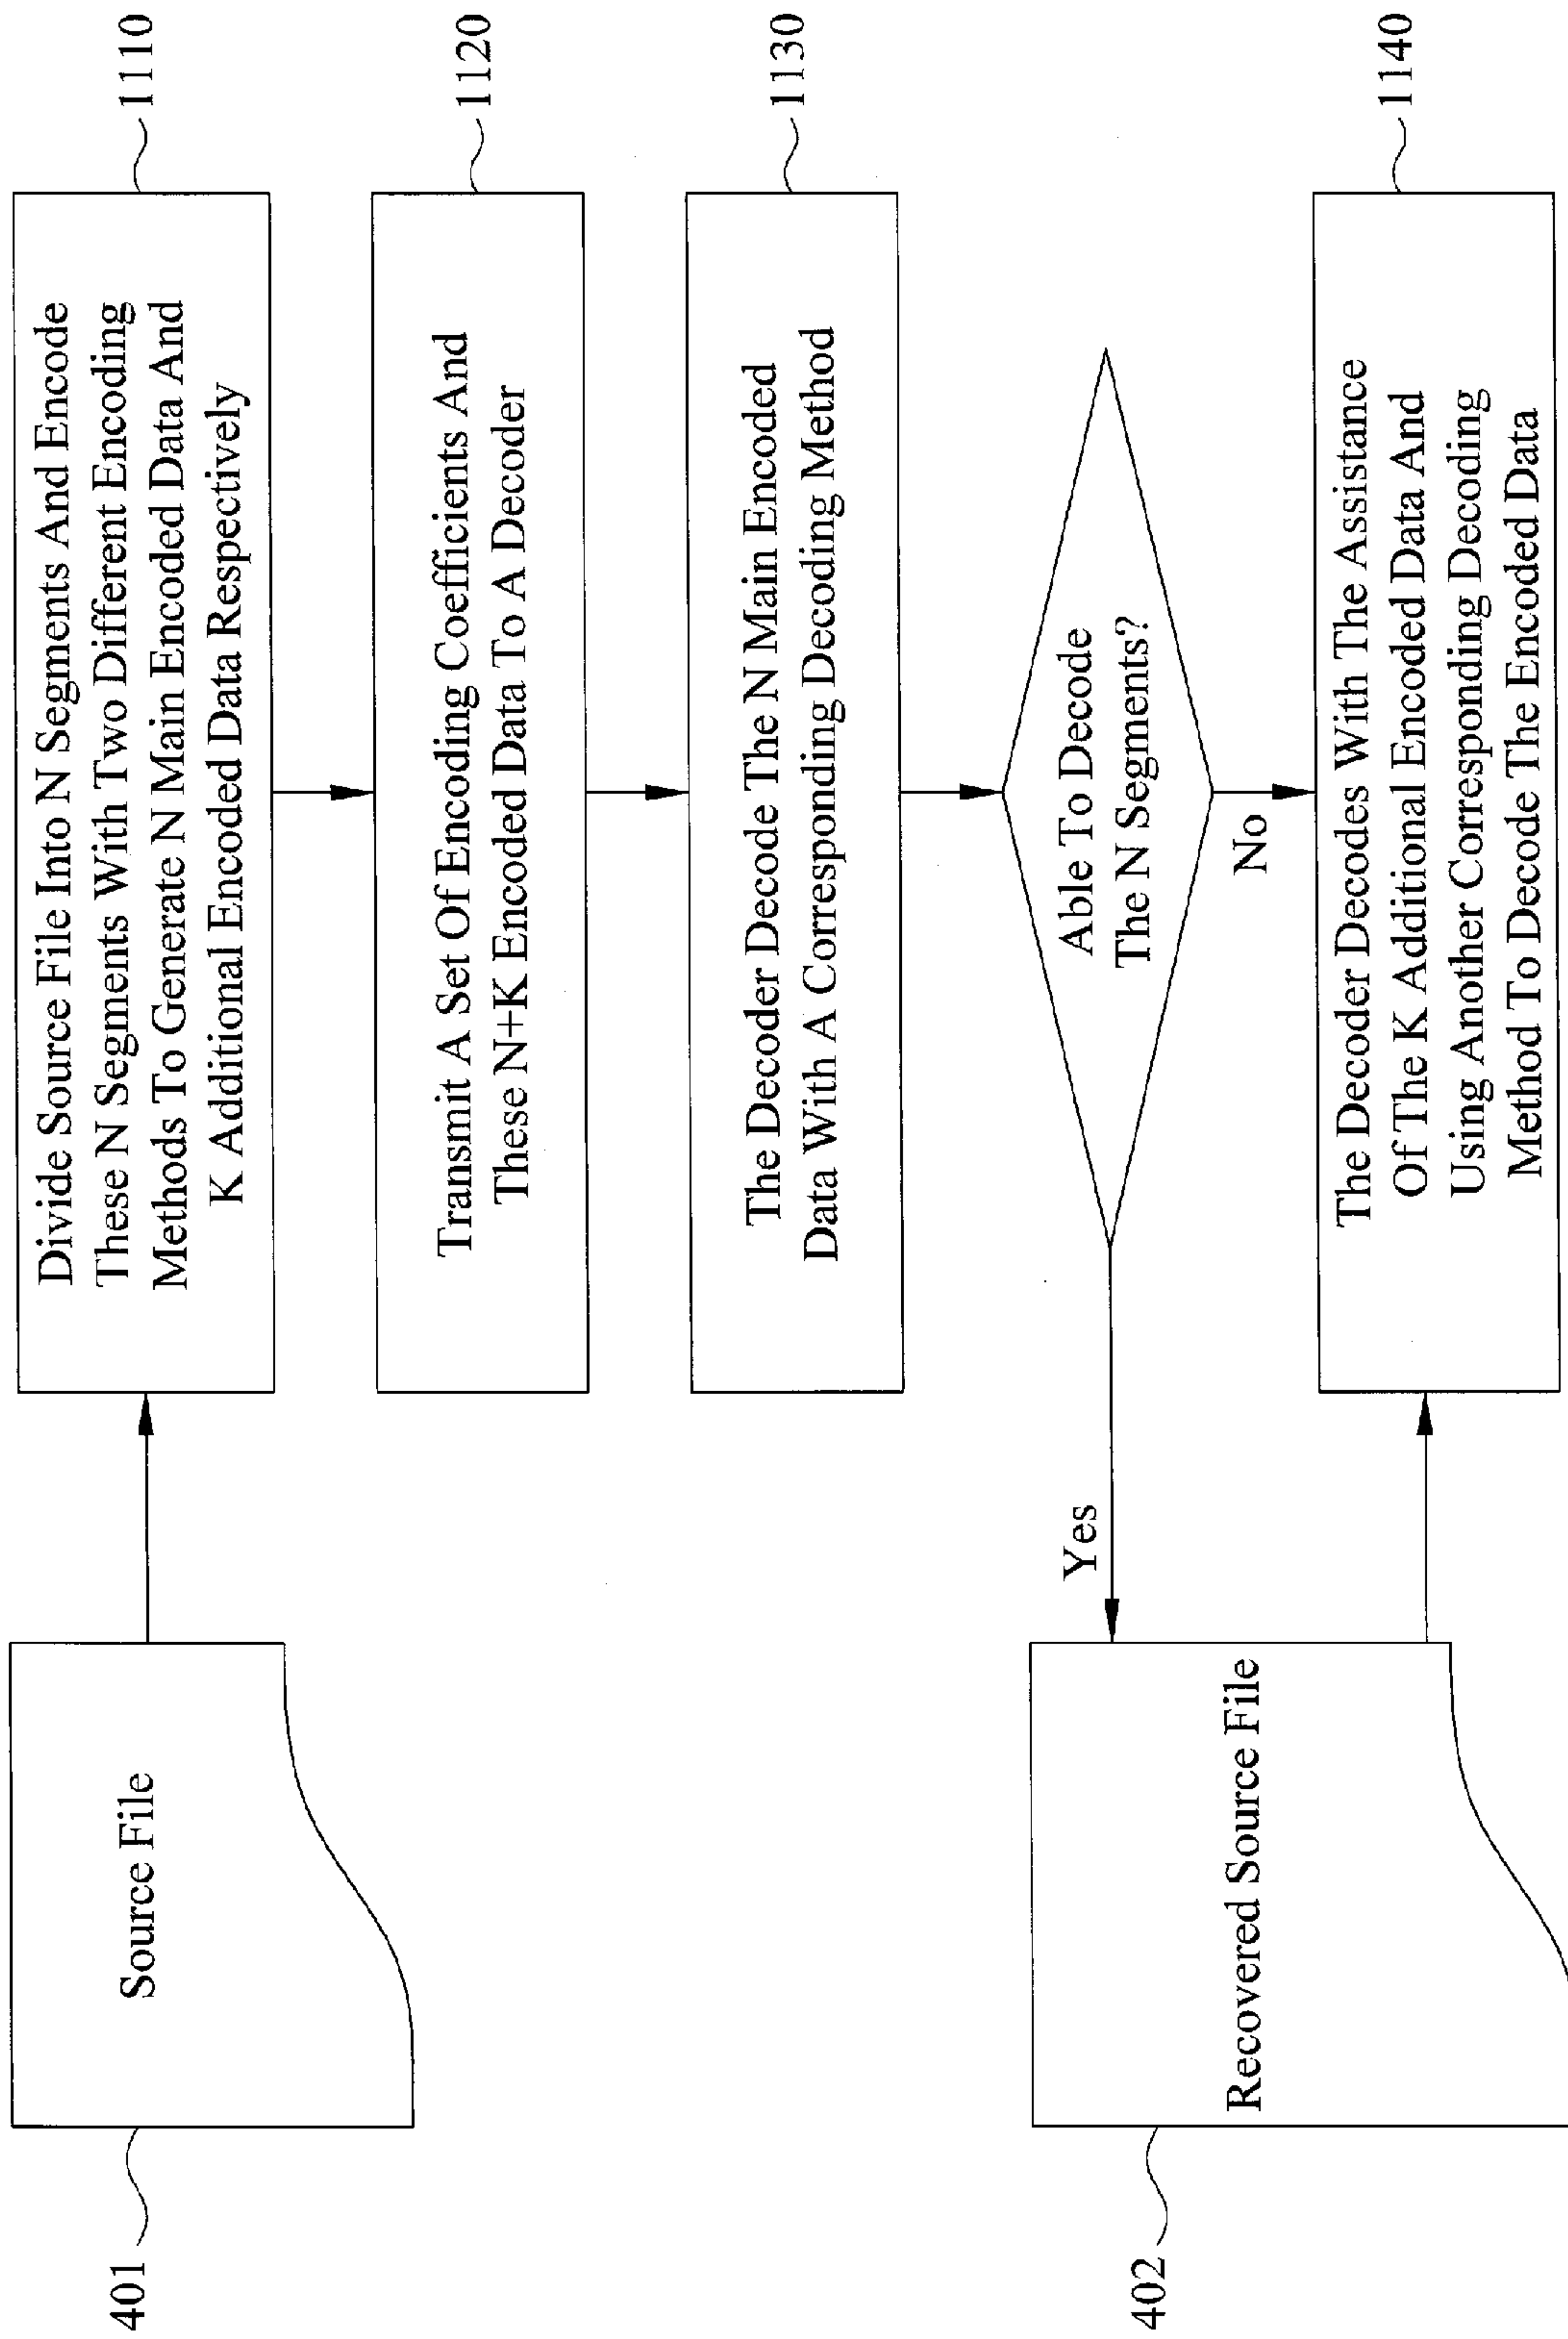 401
Source File
Divide Source File Into N Segments And Encode
These N Segments With Two Different Encoding
Methods To Generate N Main Encoded Data And
K Additional Encoded Data Respectively
1110
Transmit A Set Of Encoding Coefficients And
These N+K Encoded Data To A Decoder
1120
The Decoder Decode The N Main Encoded
Data With A Corresponding Decoding Method
1130
Able To Decode
The N Segments?
Yes
No
402
Recovered Source File
The Decoder Decodes With The Assistance
Of The K Additional Encoded Data And
Using Another Corresponding Decoding
Method To Decode The Encoded Data
1140